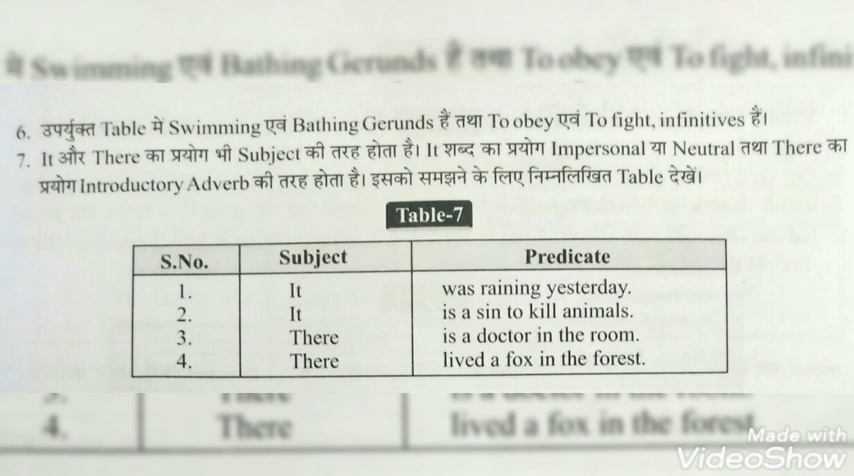 में Swimming एवं Bathing Gerunds हैं तथा To obey एवं To fight, infini
6. उपर्युक्त Table में Swimming एवं Bathing Gerunds हैं तथा To obey एवं To fight, infinitives हैं।
7. It और There का प्रयोग भी Subject की तरह होता है। It शब्द का प्रयोग Impersonal या Neutral तथा There का
प्रयोग Introductory Adverb की तरह होता है। इसको समझने के लिए निम्नलिखित Table देखें।
Table-7
S.No. Subject Predicate
1. It was raining yesterday.
2. It is a sin to kill animals.
3. There is a doctor in the room.
4. There lived a fox in the forest.
4. There lived a fox in the forest
Made with
VideoShow